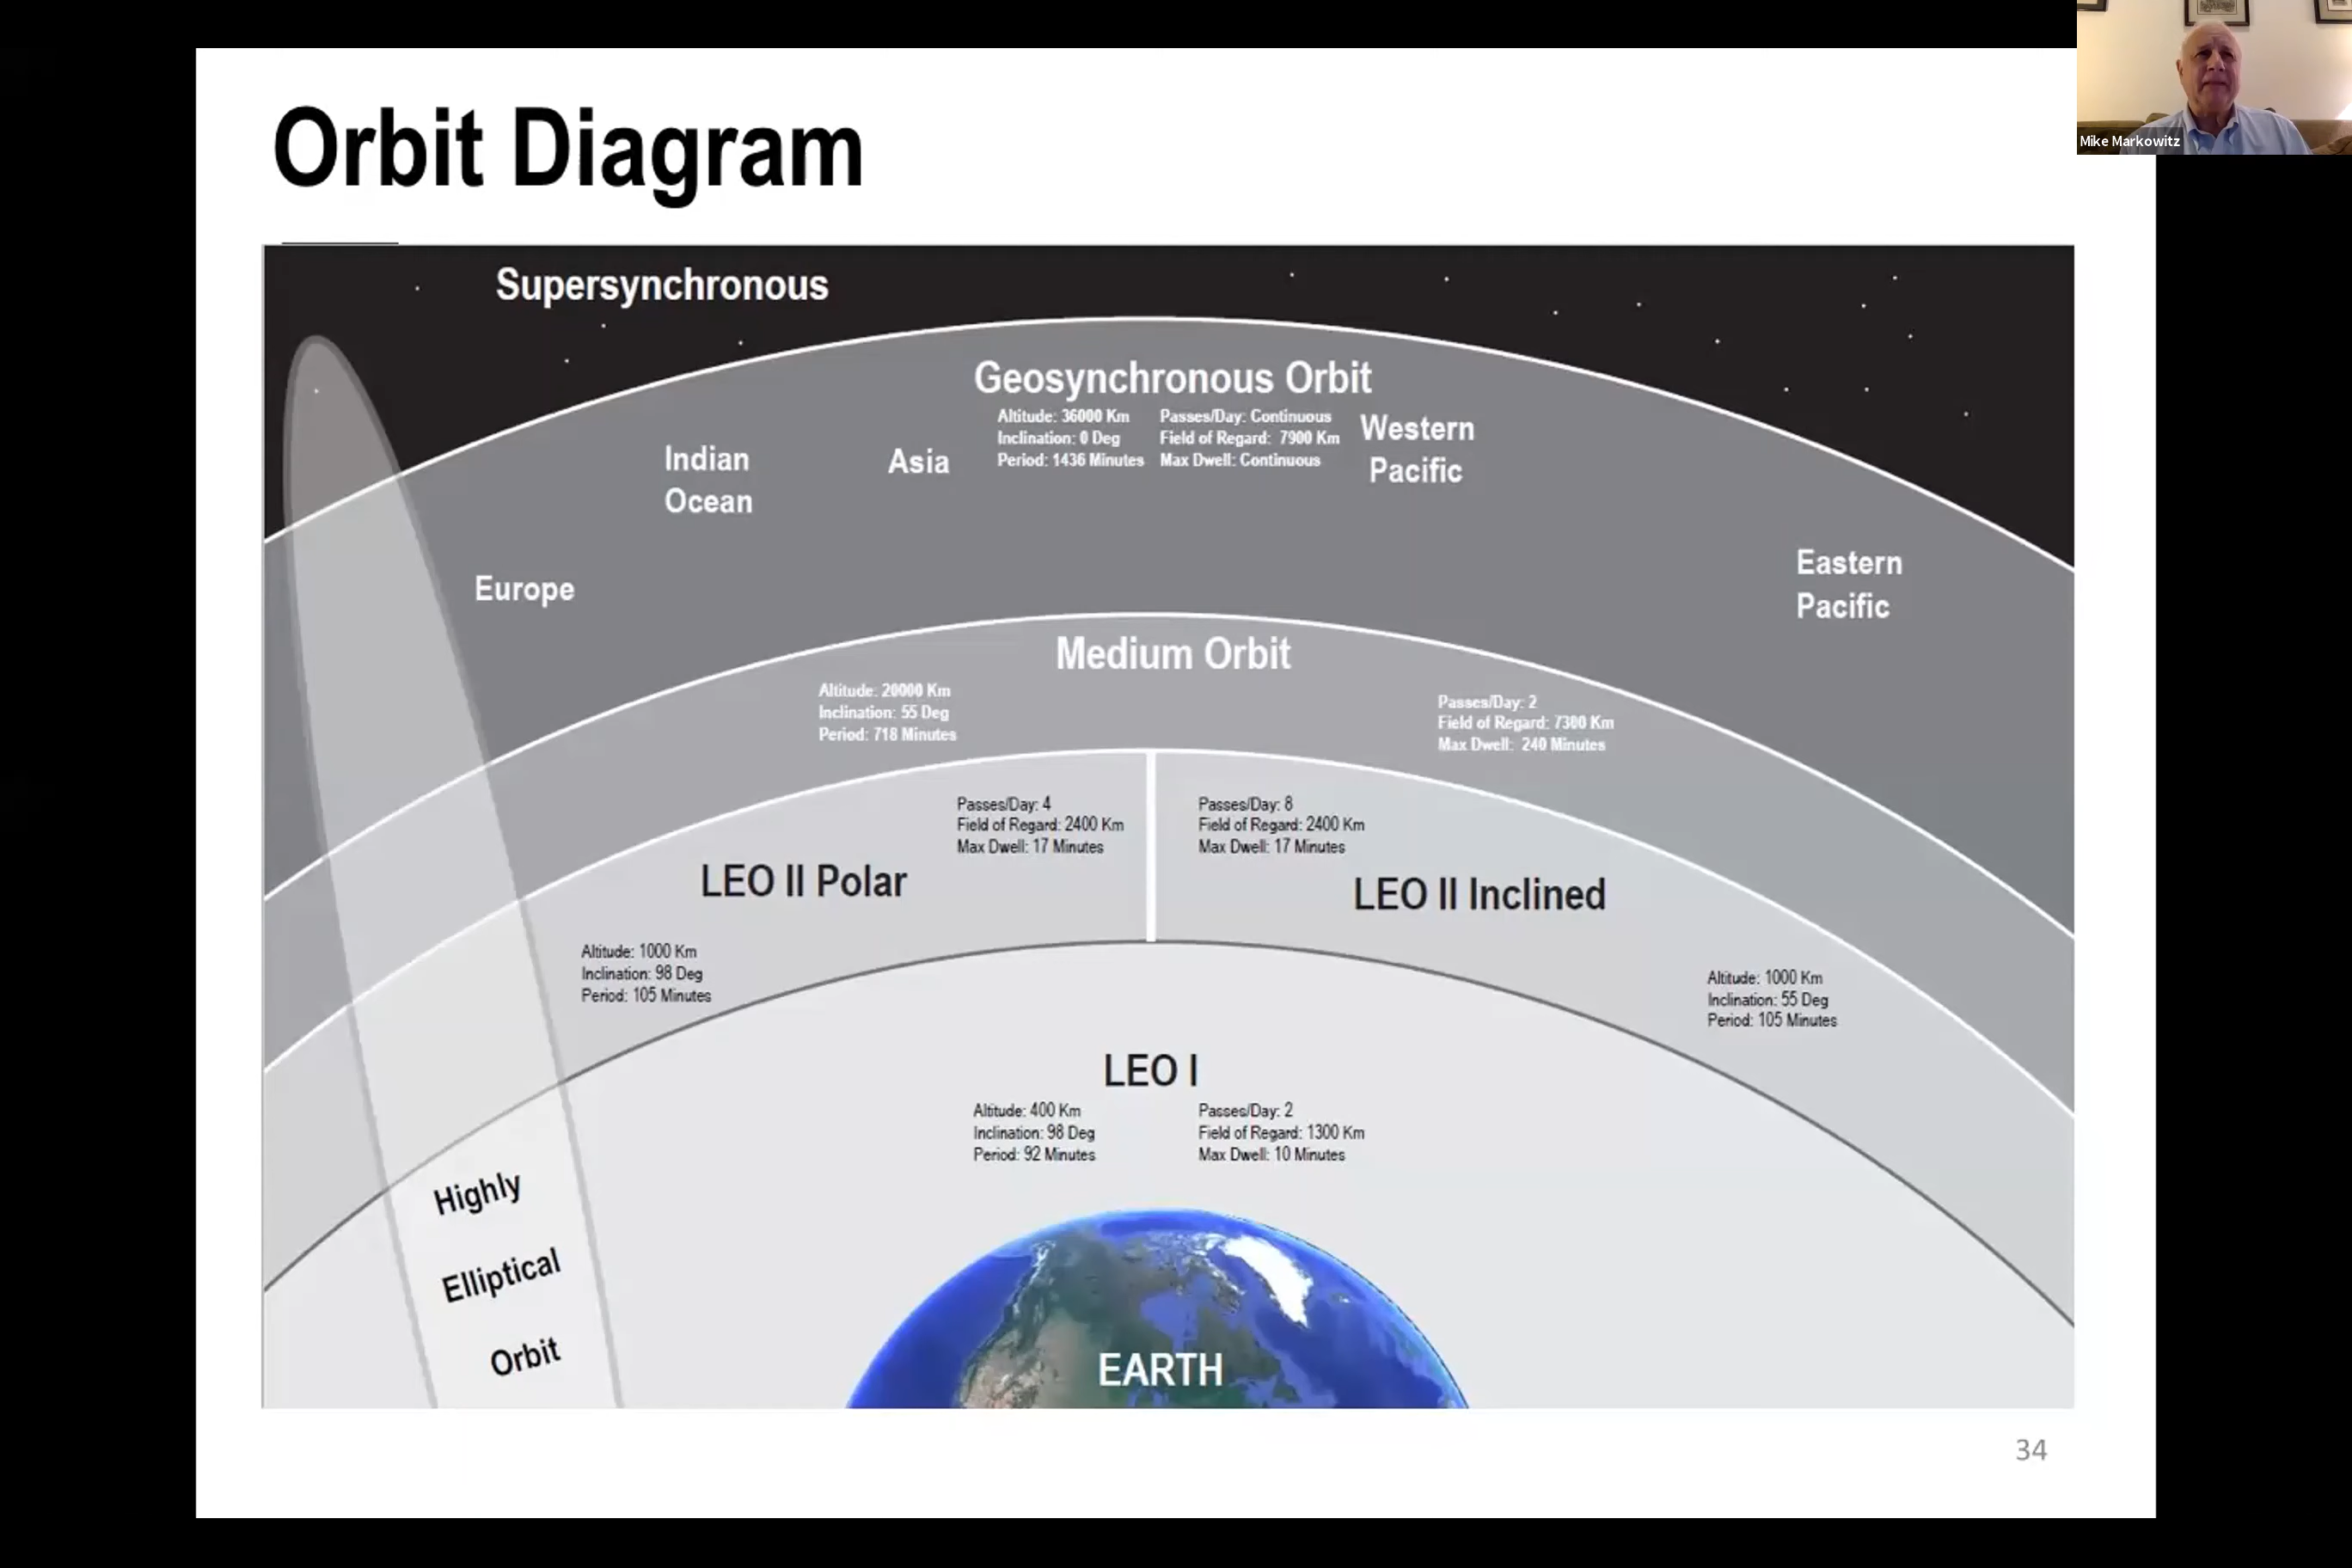 Mike Markowitz
Orbit Diagram
Supersynchronous
Geosynchronous Orbit
Altitude: 36000 Km
Inclination: 0 Deg
Period: 1436 Minutes
Passes/Day: Continuous
Field of Regard: 7900 Km
Max Dwell: Continuous
Indian
Ocean
Asia
Western
Pacific
Europe
Eastern
Pacific
Medium Orbit
Altitude: 20000 Km
Inclination: 55 Deg
Period: 718 Minutes
Passes/Day: 2
Field of Regard: 7300 Km
Max Dwell: 240 Minutes
LEO II Polar
Passes/Day: 4
Field of Regard: 2400 Km
Max Dwell: 17 Minutes
Altitude: 1000 Km
Inclination: 98 Deg
Period: 105 Minutes
LEO II Inclined
Passes/Day: 8
Field of Regard: 2400 Km
Max Dwell: 17 Minutes
Altitude: 1000 Km
Inclination: 55 Deg
Period: 105 Minutes
LEO I
Altitude: 400 Km
Inclination: 98 Deg
Period: 92 Minutes
Passes/Day: 2
Field of Regard: 1300 Km
Max Dwell: 10 Minutes
Highly
Elliptical
Orbit
EARTH
34